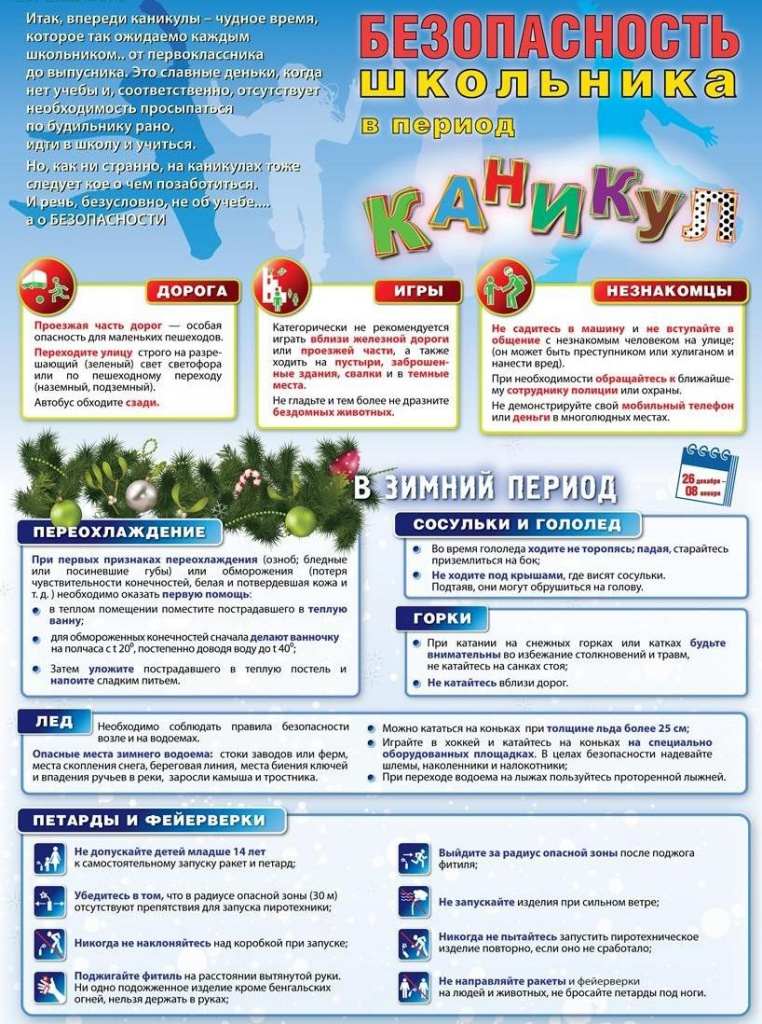 Итак, впереди каникулы – чудное время,
которое так ожидаемо каждым
школьником.. от первоклассника
до выпусника. Это славные деньки, когда
нет учебы и, соответственно, отсутствует
необходимость просыпаться
по будильнику рано,
идти в школу и учиться.
Но, как ни странно, на каникулах тоже
следует кое о чем позаботиться.
И речь, безусловно, не об учебе....
а о БЕЗОПАСНОСТИ
БЕЗОПАСНОСТЬ
ШКОЛЬНИКА
в период
КАНИКУЛ
ДОРОГА
Проезжая часть дорог — особая
опасность для маленьких пешеходов.
Переходите улицу строго на разре-
шающий (зеленый) свет светофора
или по пешеходному переходу
(наземный, подземный).
Автобус обходите сзади.
ИГРЫ
Категорически не рекомендуется
играть вблизи железной дороги
или проезжей части, а также
ходить на пустыри, заброшен-
ные здания, свалки и в темные
места.
Не гладьте и тем более не дразните
бездомных животных.
НЕЗНАКОМЦЫ
Не садитесь в машину и не вступайте в
общение с незнакомым человеком на улице;
(он может быть преступником или хулиганом и
нанести вред).
При необходимости обращайтесь к ближайше-
му сотруднику полиции или охраны.
Не демонстрируйте свой мобильный телефон
или деньги в многолюдных местах.
В ЗИМНИЙ ПЕРИОД
26 декабря –
08 января
ПЕРЕОХЛАЖДЕНИЕ
При первых признаках переохлаждения (озноб; бледные
или посиневшие губы) или обморожения (потеря
чувствительности конечностей, белая и потвердевшая кожа и
т. д. ) необходимо оказать первую помощь:
в теплом помещении поместите пострадавшего в теплую
ванну;
для обмороженных конечностей сначала делают ванночку
на полчаса с t 20⁰, постепенно доводя воду до t 40⁰;
Затем уложите пострадавшего в теплую постель и
напоите сладким питьем.
СОСУЛЬКИ И ГОЛОЛЕД
Во время гололеда ходите не торопясь; падая, старайтесь
приземлиться на бок;
Не ходите под крышами, где висят сосульки.
Подтаяв, они могут обрушиться на голову.
ГОРКИ
При катании на снежных горках или катках будьте
внимательны во избежание столкновений и травм,
не катайтесь на санках стоя;
Не катайтесь вблизи дорог.
ЛЕД
Необходимо соблюдать правила безопасности
возле и на водоемах.
Опасные места зимнего водоема: стоки заводов или ферм,
места скопления снега, береговая линия, места биения ключей
и впадения ручьев в реки, заросли камыша и тростника.
Можно кататься на коньках при толщине льда более 25 см;
Играйте в хоккей и катайтесь на коньках на специально
оборудованных площадках. В целях безопасности надевайте
шлемы, наколенники и налокотники;
При переходе водоема на лыжах пользуйтесь проторенной лыжней.
ПЕТАРДЫ И ФЕЙЕРВЕРКИ
Не допускайте детей младше 14 лет
к самостоятельному запуску ракет и петард;
Убедитесь в том, что в радиусе опасной зоны (30 м)
отсутствуют препятствия для запуска пиротехники;
Никогда не наклоняйтесь над коробкой при запуске;
Поджигайте фитиль на расстоянии вытянутой руки.
Ни одно подожженное изделие кроме бенгальских
огней, нельзя держать в руках;
Выйдите за радиус опасной зоны после поджога
фитиля;
Не запускайте изделия при сильном ветре;
Никогда не пытайтесь запустить пиротехническое
изделие повторно, если оно не сработало;
Не направляйте ракеты и фейерверки
на людей и животных, не бросайте петарды под ноги.